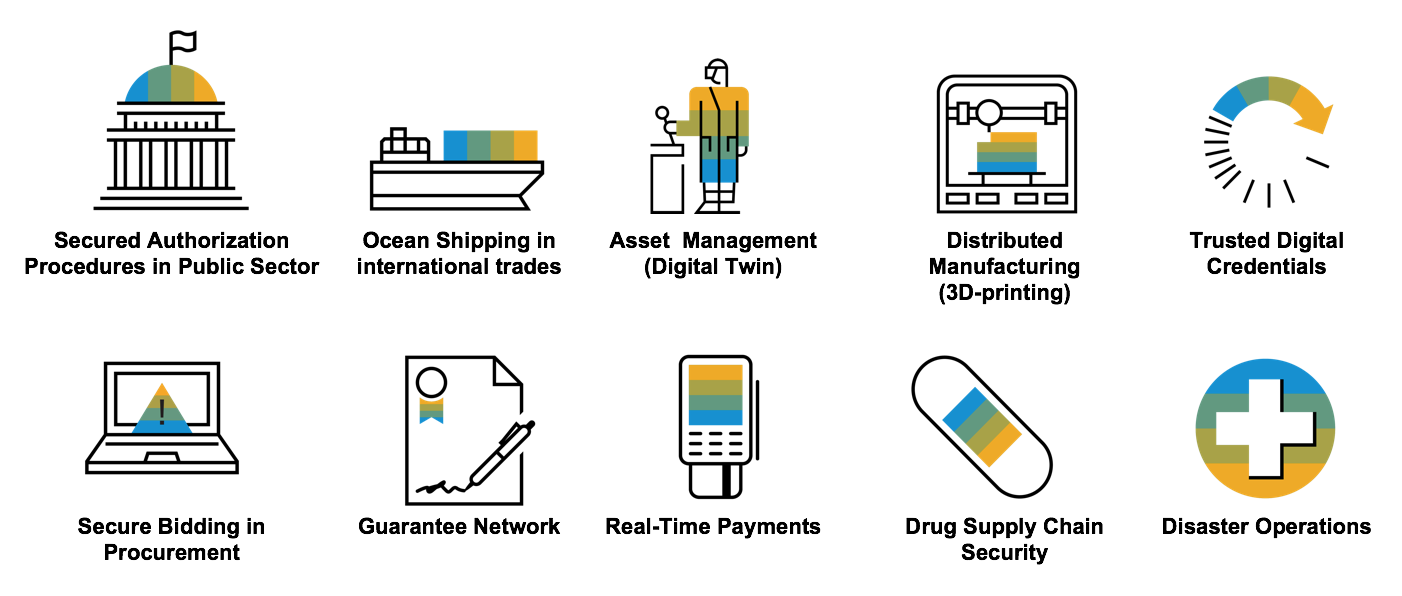 Secured Authorization
Procedures in Public Sector
Ocean Shipping in
international trades
Asset  Management
(Digital Twin)
Distributed
Manufacturing
(3D-printing)
Trusted Digital
Credentials
!
Secure Bidding in
Procurement
Guarantee Network
Real-Time Payments
Drug Supply Chain
Security
Disaster Operations